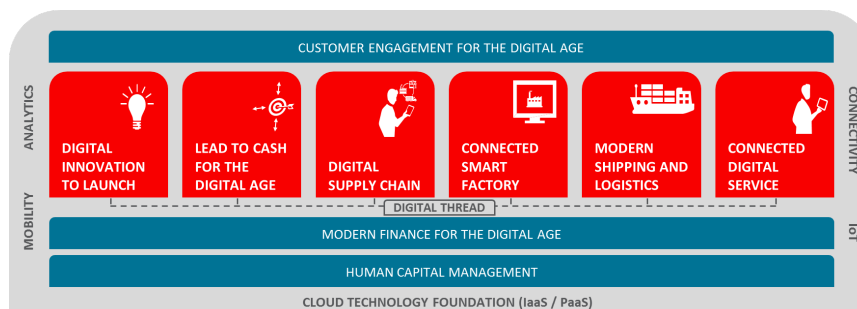 CUSTOMER ENGAGEMENT FOR THE DIGITAL AGE
ANALYTICS
MOBILITY
DIGITAL
INNOVATION
TO LAUNCH
LEAD TO CASH
FOR THE
DIGITAL AGE
DIGITAL
SUPPLY CHAIN
CONNECTED
SMART
FACTORY
MODERN
SHIPPING AND
LOGISTICS
CONNECTED
DIGITAL
SERVICE
CONNECTIVITY
IoT
DIGITAL THREAD
MODERN FINANCE FOR THE DIGITAL AGE
HUMAN CAPITAL MANAGEMENT
CLOUD TECHNOLOGY FOUNDATION (IaaS / PaaS)